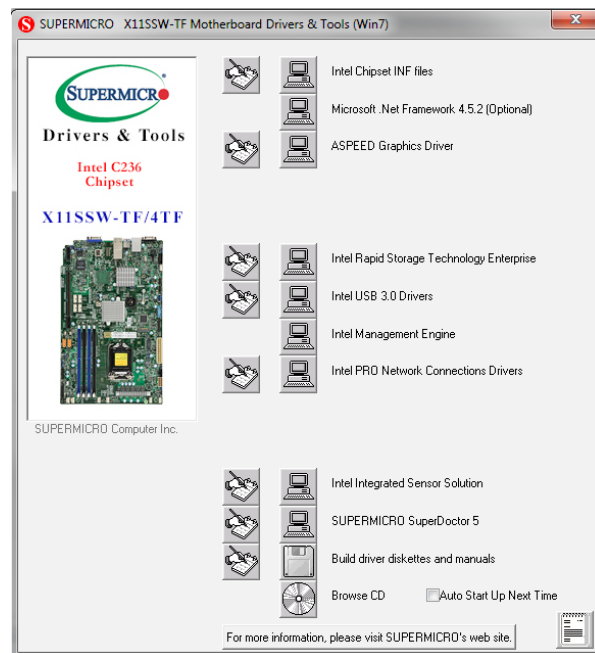 SUPERMICRO X11SSW-TF Motherboard Drivers & Tools (Win7)
SUPERMICRO
Drivers & Tools
Intel C236
Chipset
X11SSW-TF/4TF
SUPERMICRO Computer Inc.
Intel Chipset INF files
Microsoft .Net Framework 4.5.2 (Optional)
ASPEED Graphics Driver
Intel Rapid Storage Technology Enterprise
Intel USB 3.0 Drivers
Intel Management Engine
Intel PRO Network Connections Drivers
Intel Integrated Sensor Solution
SUPERMICRO SuperDoctor 5
Build driver diskettes and manuals
Browse CD Auto Start Up Next Time
For more information, please visit SUPERMICRO's web site.